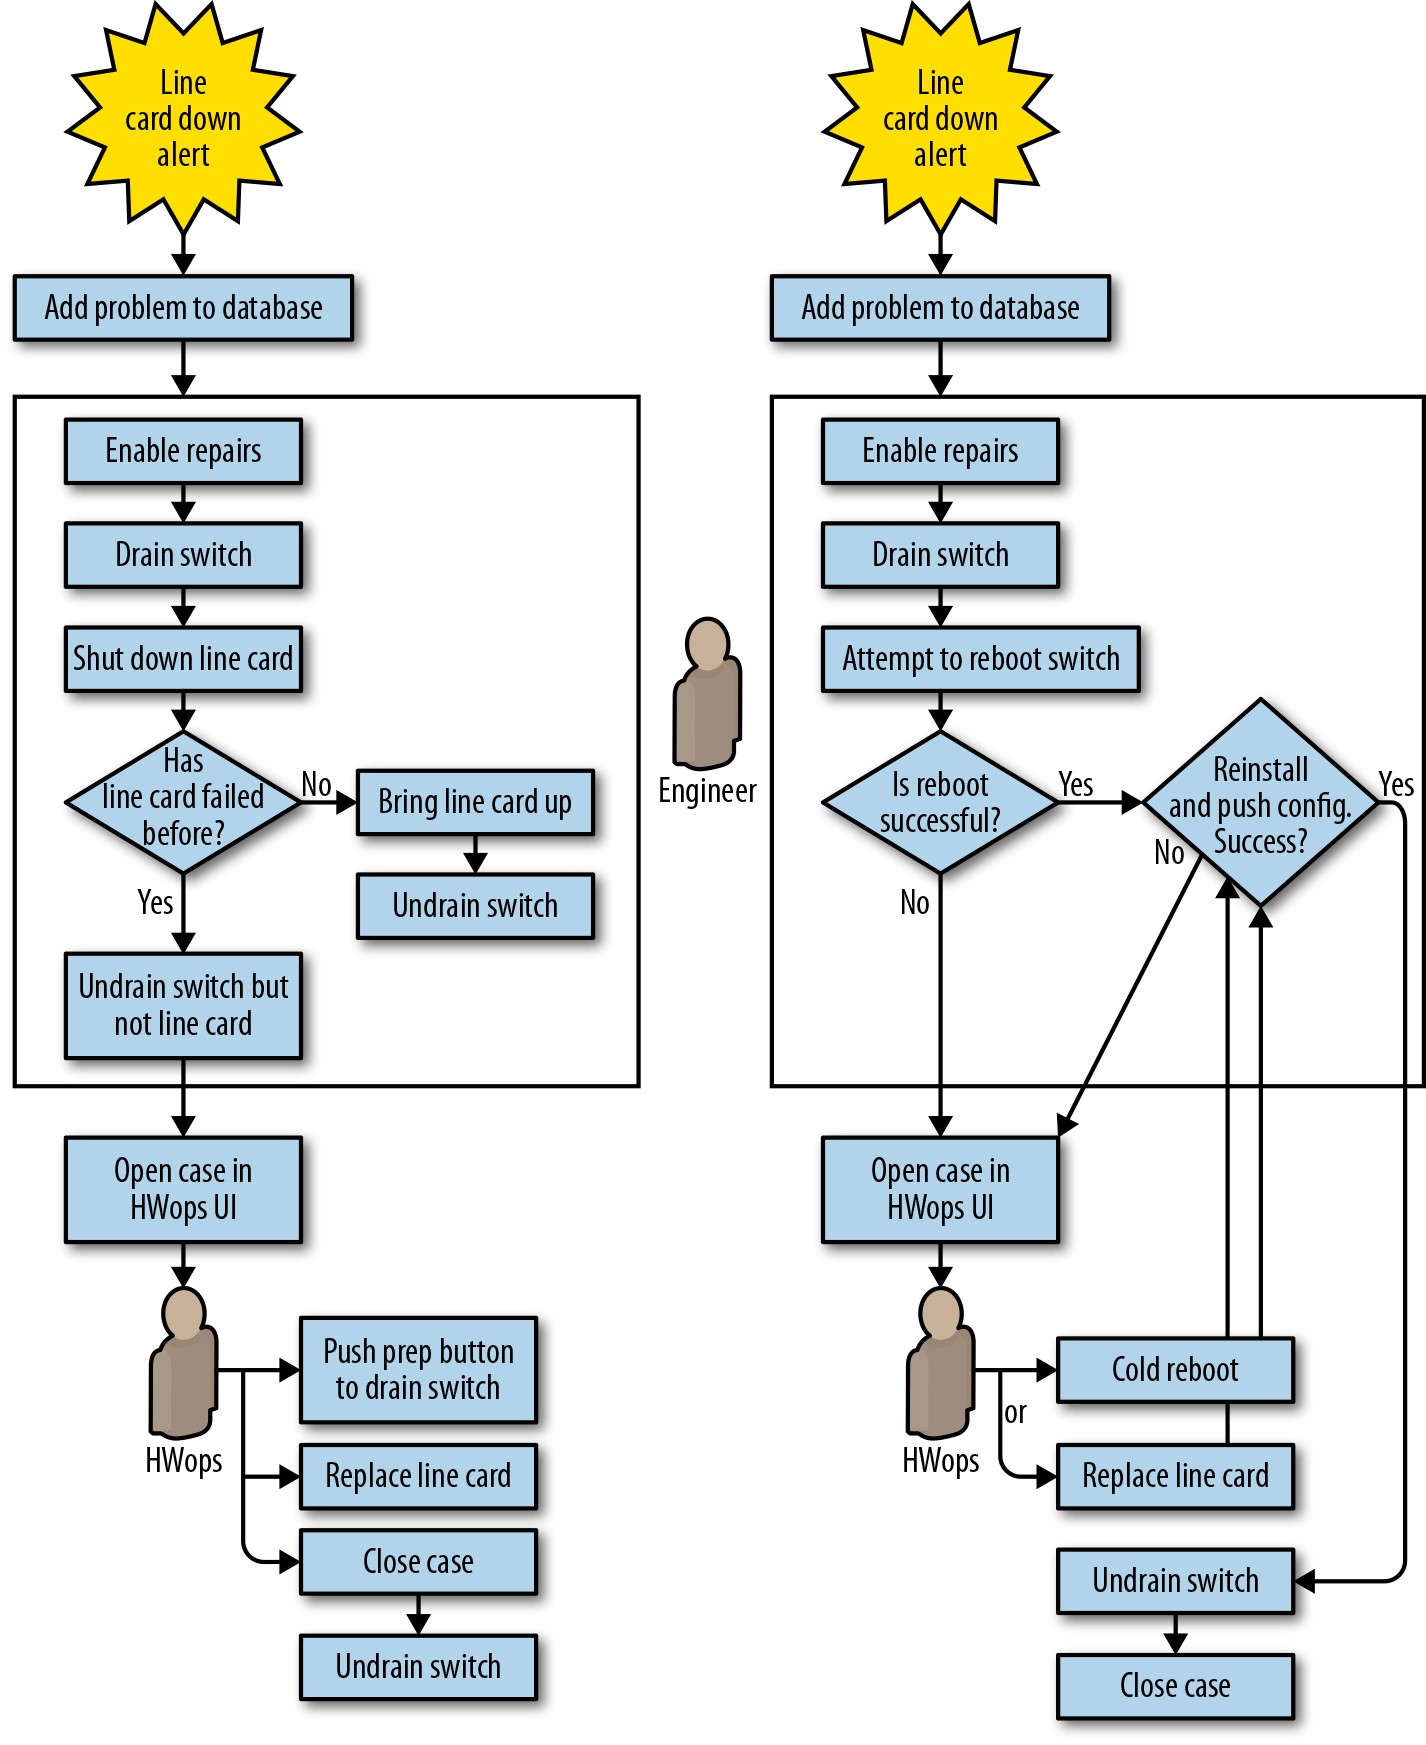 Line
card down
alert
Add problem to database
Enable repairs
Drain switch
Shut down line card
Has
line card failed
before?
No
Bring line card up
Undrain switch
Yes
Undrain switch but
not line card
Open case in
HWops UI
HWops
Push prep button
to drain switch
Replace line card
Close case
Undrain switch
Engineer
Line
card down
alert
Add problem to database
Enable repairs
Drain switch
Attempt to reboot switch
Is reboot
successful?
Yes
Reinstall
and push config.
Success?
Yes
No
No
Open case in
HWops UI
HWops
Cold reboot
or
Replace line card
Undrain switch
Close case